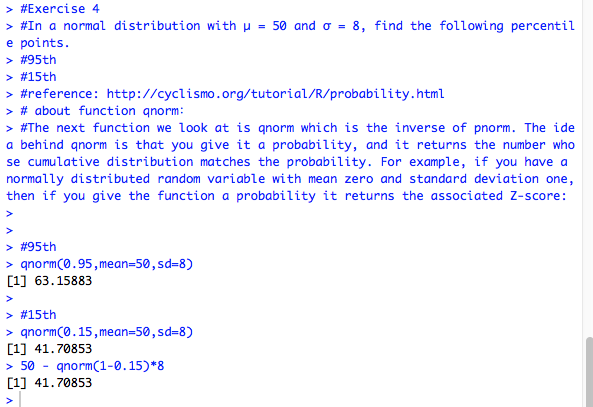 > #Exercise 4
> #In a normal distribution with μ = 50 and σ = 8, find the following percentil
e points.
> #95th
> #15th
> #reference: http://cyclismo.org/tutorial/R/probability.html
> # about function qnorm:
> #The next function we look at is qnorm which is the inverse of pnorm. The ide
a behind qnorm is that you give it a probability, and it returns the number who
se cumulative distribution matches the probability. For example, if you have a
normally distributed random variable with mean zero and standard deviation one,
then if you give the function a probability it returns the associated Z-score:
>
>
> #95th
> qnorm(0.95,mean=50,sd=8)
[1] 63.15883
>
> #15th
> qnorm(0.15,mean=50,sd=8)
[1] 41.70853
> 50 - qnorm(1-0.15)*8
[1] 41.70853
>